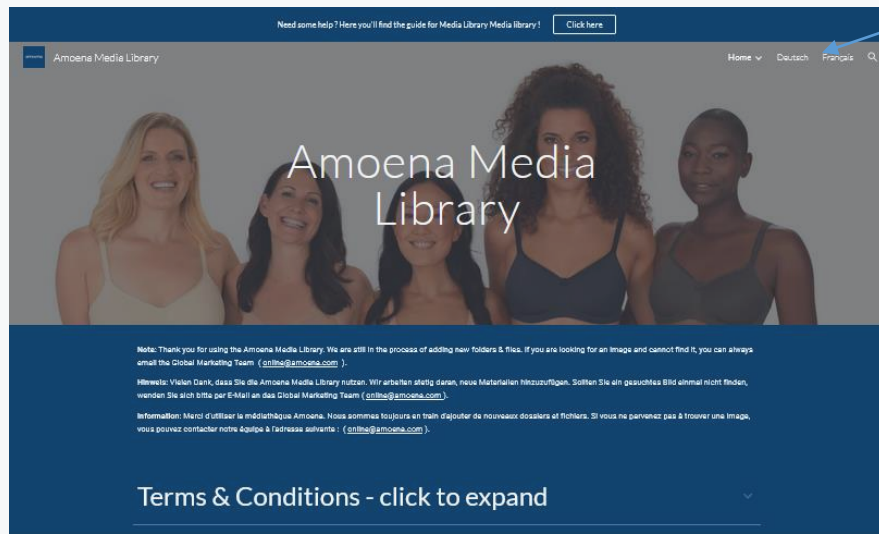 Need some help ? Here you'll find the guide for Media Library Media library !
Click here
Amoena Media Library
Home
Deutsch
Français
Amoena Media
Library
Note: Thank you for using the Amoena Media Library. We are still in the process of adding new folders & files. If you are looking for an image and cannot find it, you can always
email the Global Marketing Team ( online@amoena.com ).
Hinweis: Vielen Dank, dass Sie die Amoena Media Library nutzen. Wir arbeiten stetig daran, neue Materialien hinzuzufügen. Sollten Sie ein gesuchtes Bild einmal nicht finden,
wenden Sie sich bitte per E-Mail an das Global Marketing Team ( online@amoena.com ).
Information: Merci d'utiliser la médiathèque Amoena. Nous sommes toujours en train d'ajouter de nouveaux dossiers et fichiers. Si vous ne parvenez pas à trouver une image,
vous pouvez contacter notre équipe à l'adresse suivante : ( online@amoena.com ).
Terms & Conditions - click to expand